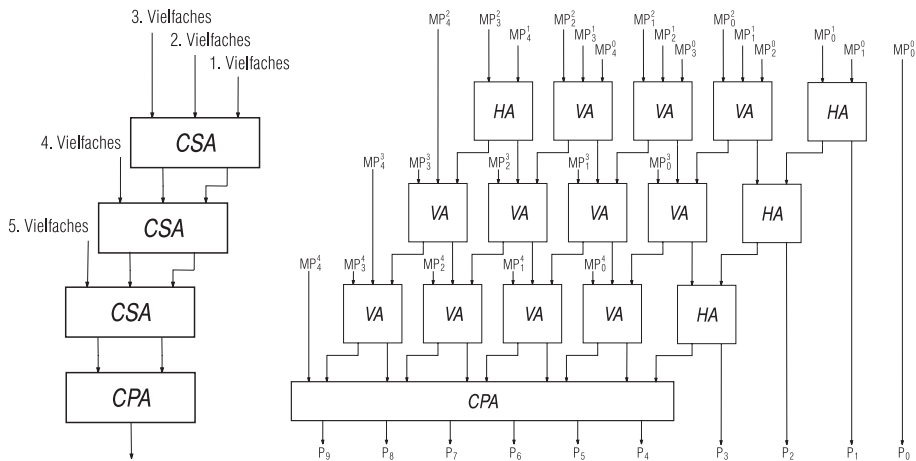 3. Vielfaches
2. Vielfaches
1. Vielfaches
CSA
4. Vielfaches
CSA
5. Vielfaches
CSA
CPA
MP₄² MP₃² MP₂² MP₁² MP₀² MP₀¹ MP₀⁰
MP₄¹ MP₃¹ MP₂¹ MP₁¹ MP₁⁰
MP₄⁰ MP₃⁰ MP₂⁰
HA VA VA VA HA
MP₃³ MP₂³ MP₁³ MP₀³
MP₄³
VA VA VA VA HA
MP₄⁴ MP₃⁴ MP₂⁴ MP₁⁴ MP₀⁴
VA VA VA VA HA
CPA
P₉ P₈ P₇ P₆ P₅ P₄ P₃ P₂ P₁ P₀